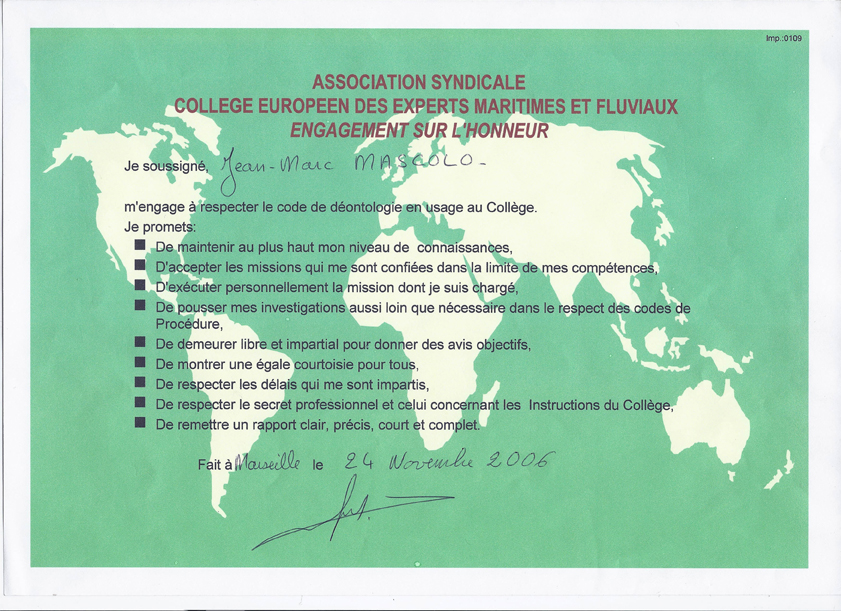 Imp.:0109
ASSOCIATION SYNDICALE
COLLEGE EUROPEEN DES EXPERTS MARITIMES ET FLUVIAUX
ENGAGEMENT SUR L'HONNEUR
Je soussigné, Jean-Marc MASCOLO-
m'engage à respecter le code de déontologie en usage au Collège.
Je promets:
■ De maintenir au plus haut mon niveau de connaissances,
■ D'accepter les missions qui me sont confiées dans la limite de mes compétences,
■ D'exécuter personnellement la mission dont je suis chargé,
■ De pousser mes investigations aussi loin que nécessaire dans le respect des codes de
Procédure,
■ De demeurer libre et impartial pour donner des avis objectifs,
■ De montrer une égale courtoisie pour tous,
■ De respecter les délais qui me sont impartis,
■ De respecter le secret professionnel et celui concernant les Instructions du Collège,
■ De remettre un rapport clair, précis, court et complet.
Fait à Marseille le 24 Novembre 2006